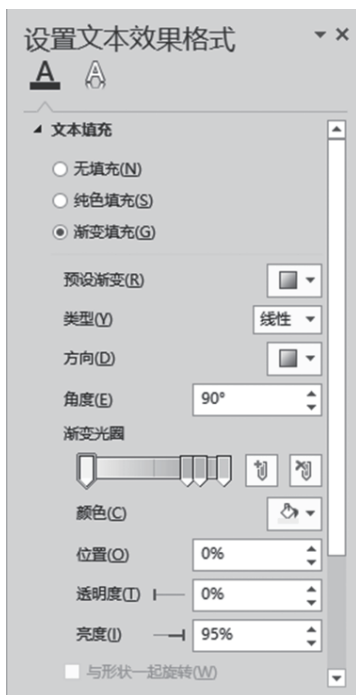 设置文本效果格式
A A
文本填充
无填充(N)
纯色填充(S)
渐变填充(G)
预设渐变(R)
类型(Y) 线性
方向(D)
角度(E) 90°
渐变光圈
颜色(C)
位置(O) 0%
透明度(T) 0%
亮度(I) 95%
与形状一起旋转(W)